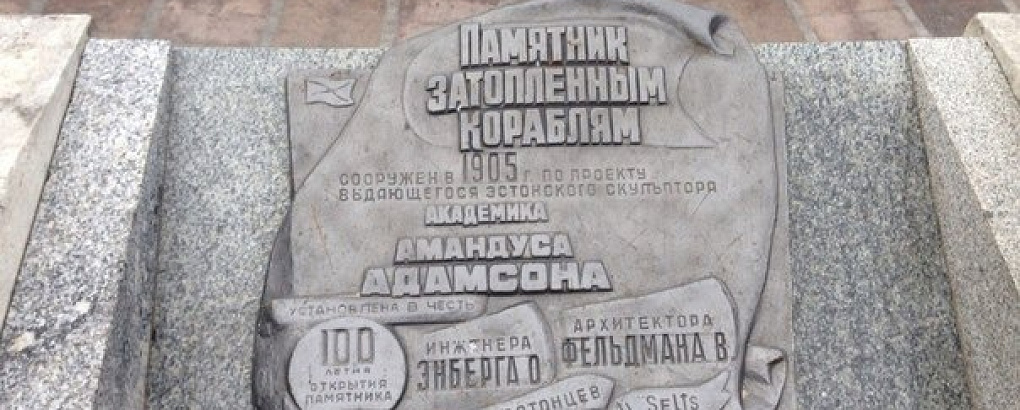 ПАМЯТНИК
ЗАТОПЛЕННЫМ
КОРАБЛЯМ
СООРУЖЕН В 1905 Г. ПО ПРОЕКТУ
ВЫДАЮЩЕГОСЯ ЭСТОНСКОГО СКУЛЬПТОРА
АКАДЕМИКА
АМАНДУСА
АДАМСОНА
УСТАНОВЛЕНА В ЧЕСТЬ
100
ЛЕТИЯ
ОТКРЫТИЯ
ПАМЯТНИКА
ИНЖЕНЕРА
ЭНБЕРГА О.
АРХИТЕКТОРА
ФЕЛЬДМАНА В.
SELTS